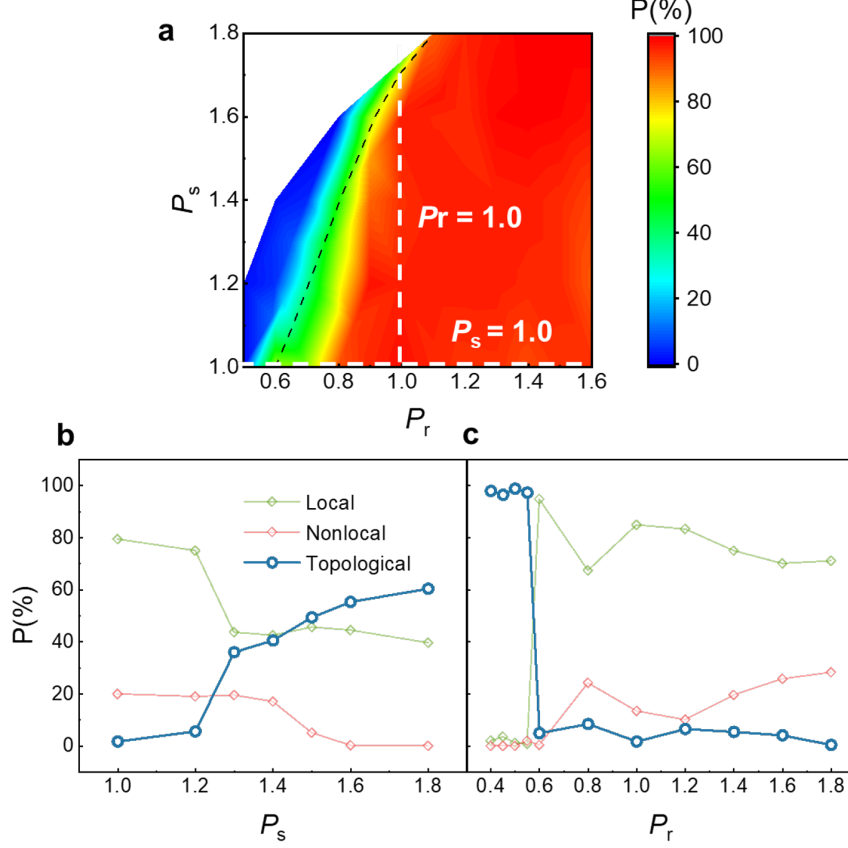 a
P(%)
1.8
1.6
1.4
1.2
1.0
Ps
Pr = 1.0
Ps = 1.0
0.6 0.8 1.0 1.2 1.4 1.6
Pr
100
80
60
40
20
0
b
100
80
60
40
20
0
P(%)
Local
Nonlocal
Topological
1.0 1.2 1.4 1.6 1.8
Ps
c
0.4 0.6 0.8 1.0 1.2 1.4 1.6 1.8
Pr